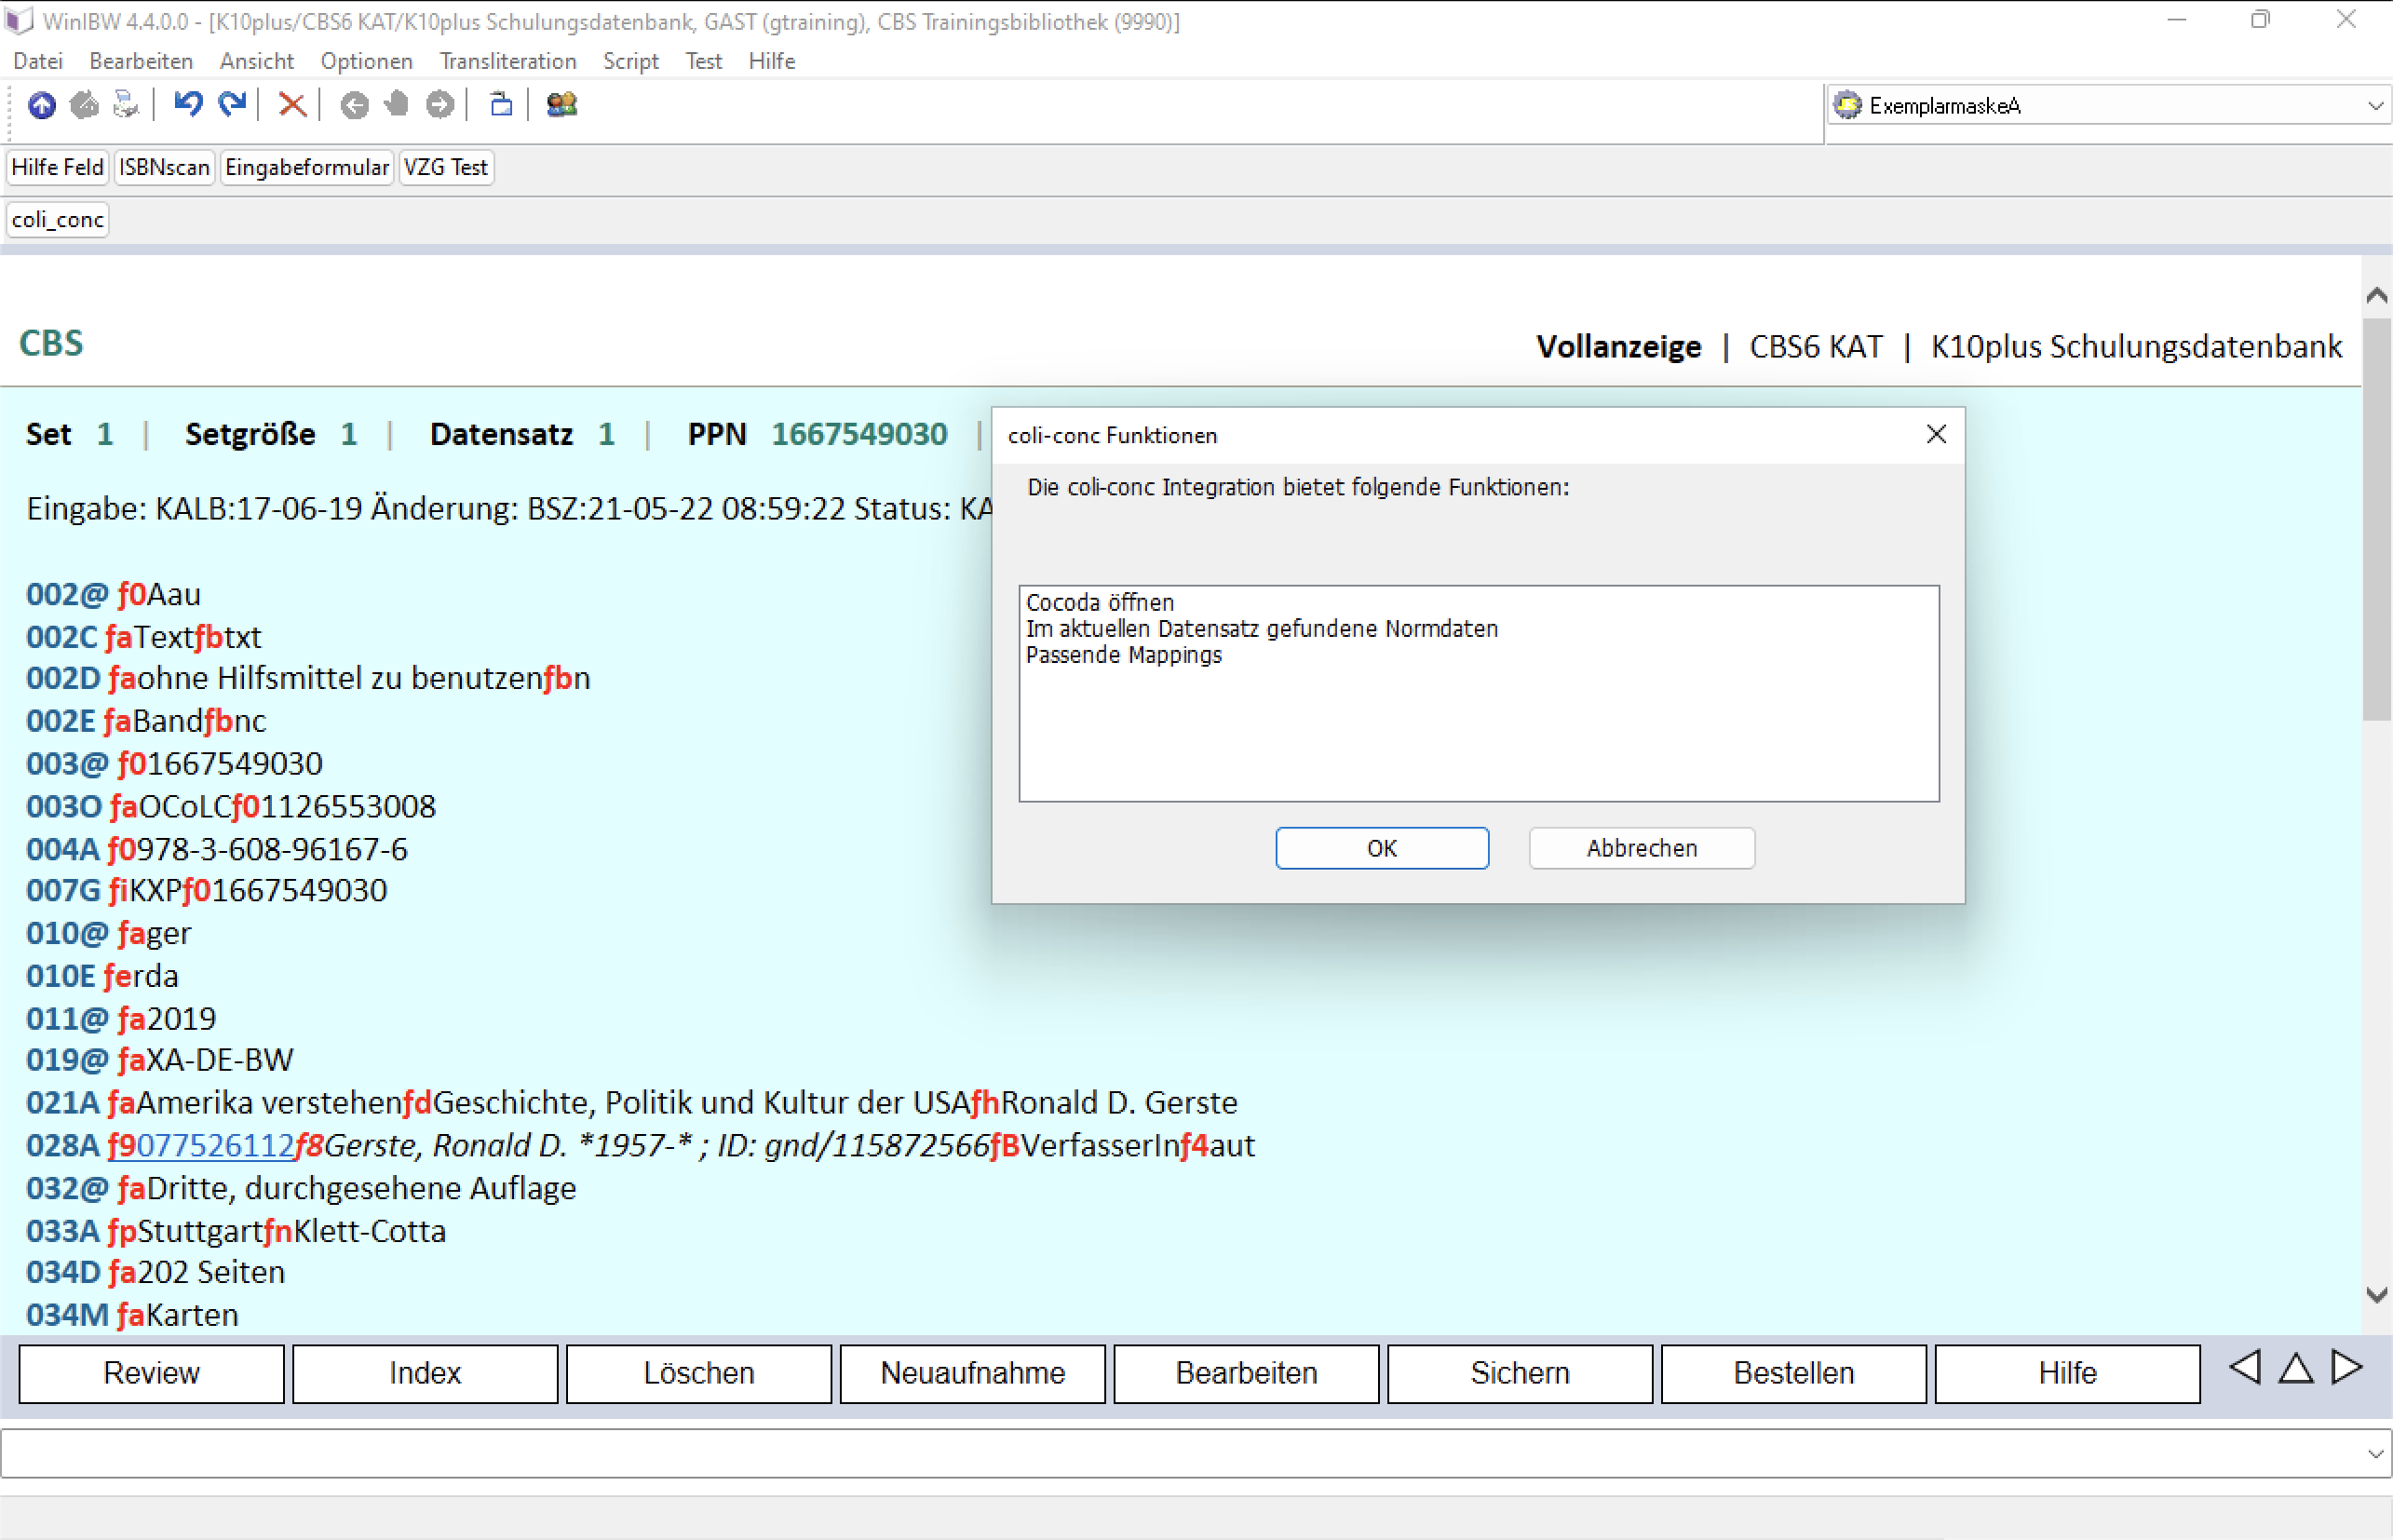 WinIBW 4.4.0.0 - [K10plus/CBS6 KAT/K10plus Schulungsdatenbank, GAST (gtraining), CBS Trainingsbibliothek (9990)]
Datei Bearbeiten Ansicht Optionen Transliteration Script Test Hilfe
ExemplarmaskeA
Hilfe Feld ISBNscan Eingabeformular VZG Test
coli_conc
CBS
Vollanzeige | CBS6 KAT | K10plus Schulungsdatenbank
Set 1 | Setgröße 1 | Datensatz 1 | PPN 1667549030 |
Eingabe: KALB:17-06-19 Änderung: BSZ:21-05-22 08:59:22 Status: KA
002@ ƒ0Aau
002C ƒaTextƒbtxt
002D ƒaohne Hilfsmittel zu benutzenƒbn
002E ƒaBandƒbnc
003@ ƒ01667549030
003O ƒaOCoLCƒ01126553008
004A ƒ0978-3-608-96167-6
007G ƒiKXPƒ01667549030
010@ ƒager
010E ƒerda
011@ ƒa2019
019@ ƒaXA-DE-BW
021A ƒaAmerika verstehenƒdGeschichte, Politik und Kultur der USAƒhRonald D. Gerste
028A ƒ9077526112ƒ8Gerste, Ronald D. *1957-* ; ID: gnd/115872566ƒBVerfasserInƒ4aut
032@ ƒaDritte, durchgesehene Auflage
033A ƒpStuttgartƒnKlett-Cotta
034D ƒa202 Seiten
034M ƒaKarten
coli-conc Funktionen
Die coli-conc Integration bietet folgende Funktionen:
Cocoda öffnen
Im aktuellen Datensatz gefundene Normdaten
Passende Mappings
OK Abbrechen
Review Index Löschen Neuaufnahme Bearbeiten Sichern Bestellen Hilfe